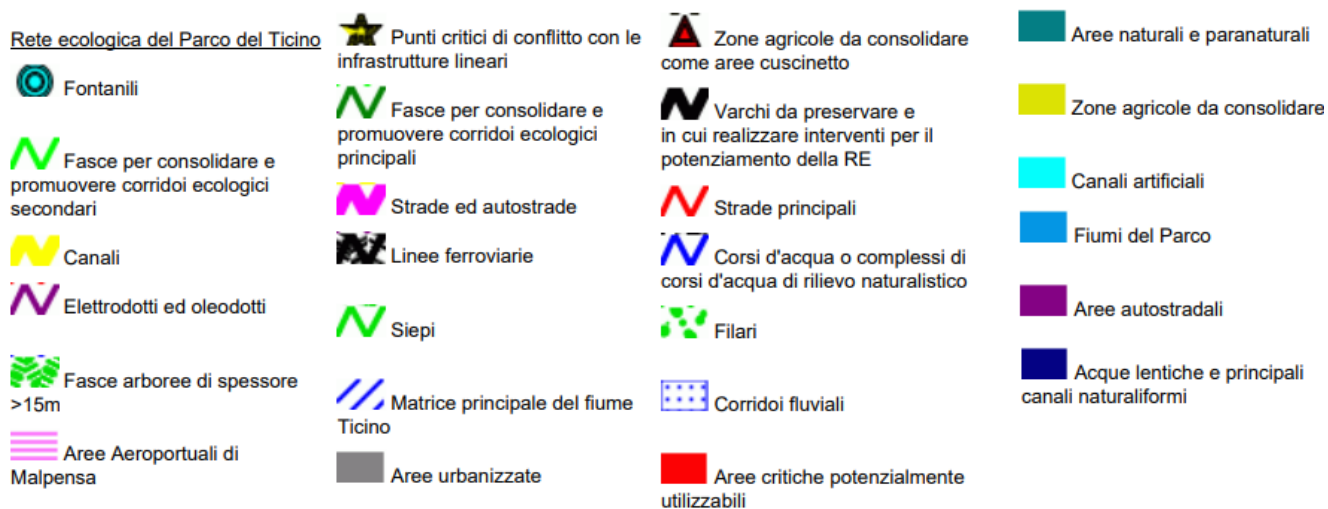 Rete ecologica del Parco del Ticino
Fontanili
Fasce per consolidare e
promuovere corridoi ecologici
secondari
Canali
Elettrodotti ed oleodotti
Fasce arboree di spessore
>15m
Aree Aeroportuali di
Malpensa
Punti critici di conflitto con le
infrastrutture lineari
Fasce per consolidare e
promuovere corridoi ecologici
principali
Strade ed autostrade
Linee ferroviarie
Siepi
Matrice principale del fiume
Ticino
Aree urbanizzate
Zone agricole da consolidare
come aree cuscinetto
Varchi da preservare e
in cui realizzare interventi per il
potenziamento della RE
Strade principali
Corsi d'acqua o complessi di
corsi d'acqua di rilievo naturalistico
Filari
Corridoi fluviali
Aree critiche potenzialmente
utilizzabili
Aree naturali e paranaturali
Zone agricole da consolidare
Canali artificiali
Fiumi del Parco
Aree autostradali
Acque lentiche e principali
canali naturaliformi